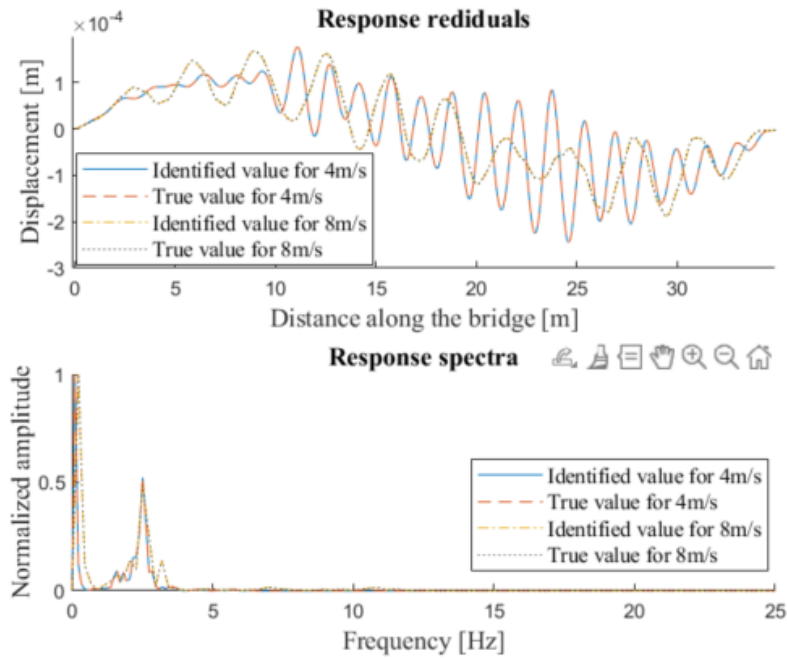 Response rediduals
×10⁻⁴
1
0
-1
-2
-3
Displacement [m]
Identified value for 4m/s
True value for 4m/s
Identified value for 8m/s
True value for 8m/s
0 5 10 15 20 25 30
Distance along the bridge [m]
Response spectra
1
0.5
0
Normalized amplitude
Identified value for 4m/s
True value for 4m/s
Identified value for 8m/s
True value for 8m/s
0 5 10 15 20 25
Frequency [Hz]